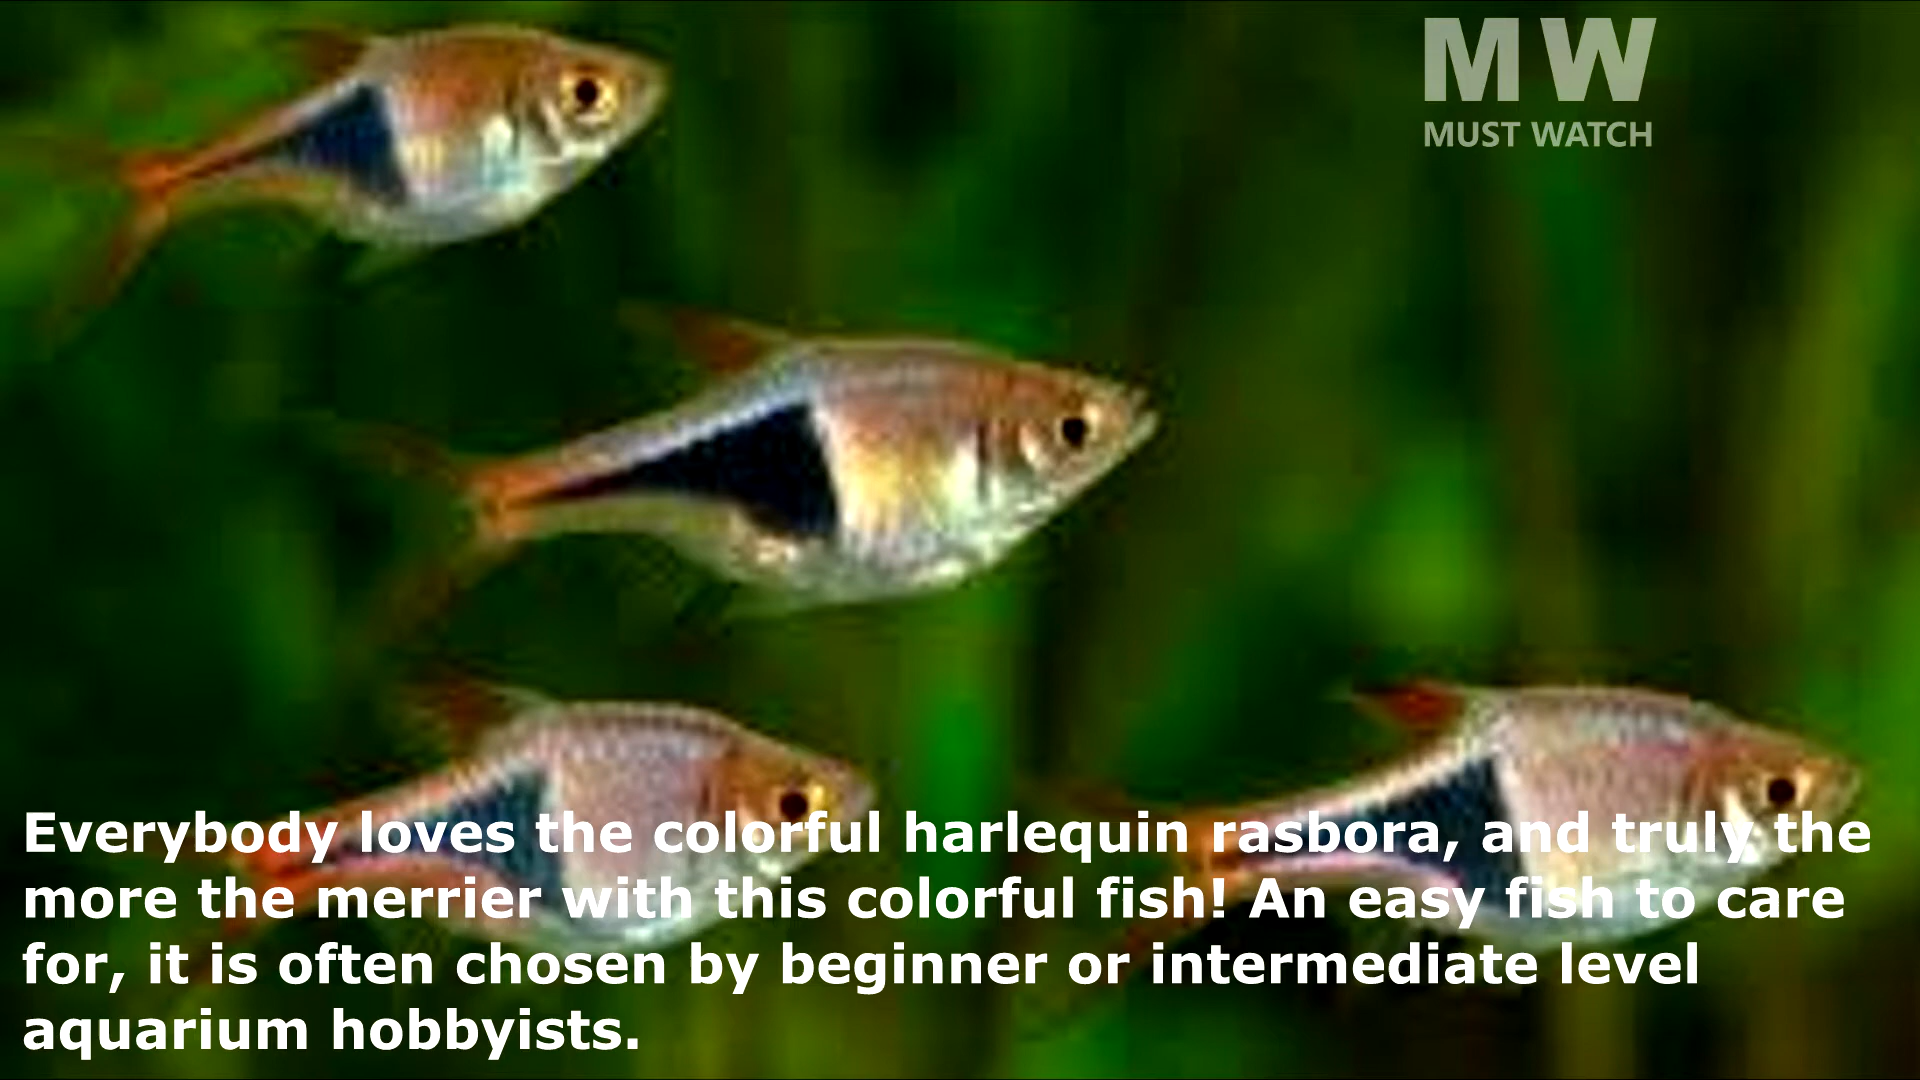 M W
MUST WATCH
Everybody loves the colorful harlequin rasbora, and truly the
more the merrier with this colorful fish! An easy fish to care
for, it is often chosen by beginner or intermediate level
aquarium hobbyists.